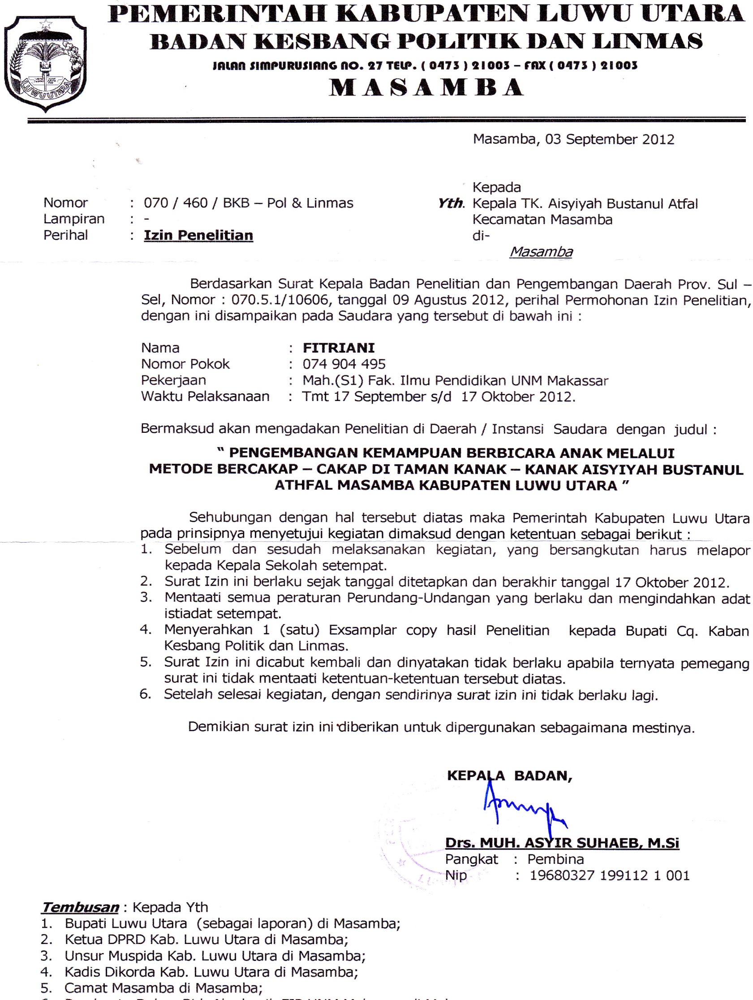 PEMERINTAH KABUPATEN LUWU UTARA
BADAN KESBANG POLITIK DAN LINMAS
JALAN SIMPURUSIANG NO. 27 TELP. ( 0473 ) 21003 – FAX ( 0473 ) 21003
MASAMBA
LUWU UTARA
Masamba, 03 September 2012
Kepada
Nomor : 070 / 460 / BKB – Pol & Linmas Yth. Kepala TK. Aisyiyah Bustanul Atfal
Lampiran : - Kecamatan Masamba
Perihal : Izin Penelitian di-
Masamba
Berdasarkan Surat Kepala Badan Penelitian dan Pengembangan Daerah Prov. Sul –
Sel, Nomor : 070.5.1/10606, tanggal 09 Agustus 2012, perihal Permohonan Izin Penelitian,
dengan ini disampaikan pada Saudara yang tersebut di bawah ini :
Nama : FITRIANI
Nomor Pokok : 074 904 495
Pekerjaan : Mah.(S1) Fak. Ilmu Pendidikan UNM Makassar
Waktu Pelaksanaan : Tmt 17 September s/d 17 Oktober 2012.
Bermaksud akan mengadakan Penelitian di Daerah / Instansi Saudara dengan judul :
“ PENGEMBANGAN KEMAMPUAN BERBICARA ANAK MELALUI
METODE BERCAKAP – CAKAP DI TAMAN KANAK – KANAK AISYIYAH BUSTANUL
ATHFAL MASAMBA KABUPATEN LUWU UTARA ”
Sehubungan dengan hal tersebut diatas maka Pemerintah Kabupaten Luwu Utara
pada prinsipnya menyetujui kegiatan dimaksud dengan ketentuan sebagai berikut :
1. Sebelum dan sesudah melaksanakan kegiatan, yang bersangkutan harus melapor
kepada Kepala Sekolah setempat.
2. Surat Izin ini berlaku sejak tanggal ditetapkan dan berakhir tanggal 17 Oktober 2012.
3. Mentaati semua peraturan Perundang-Undangan yang berlaku dan mengindahkan adat
istiadat setempat.
4. Menyerahkan 1 (satu) Exsamplar copy hasil Penelitian kepada Bupati Cq. Kaban
Kesbang Politik dan Linmas.
5. Surat Izin ini dicabut kembali dan dinyatakan tidak berlaku apabila ternyata pemegang
surat ini tidak mentaati ketentuan-ketentuan tersebut diatas.
6. Setelah selesai kegiatan, dengan sendirinya surat izin ini tidak berlaku lagi.
Demikian surat izin ini diberikan untuk dipergunakan sebagaimana mestinya.
KEPALA BADAN,
Drs. MUH. ASYIR SUHAEB, M.Si
Pangkat : Pembina
Nip : 19680327 199112 1 001
Tembusan : Kepada Yth
1. Bupati Luwu Utara (sebagai laporan) di Masamba;
2. Ketua DPRD Kab. Luwu Utara di Masamba;
3. Unsur Muspida Kab. Luwu Utara di Masamba;
4. Kadis Dikorda Kab. Luwu Utara di Masamba;
5. Camat Masamba di Masamba;